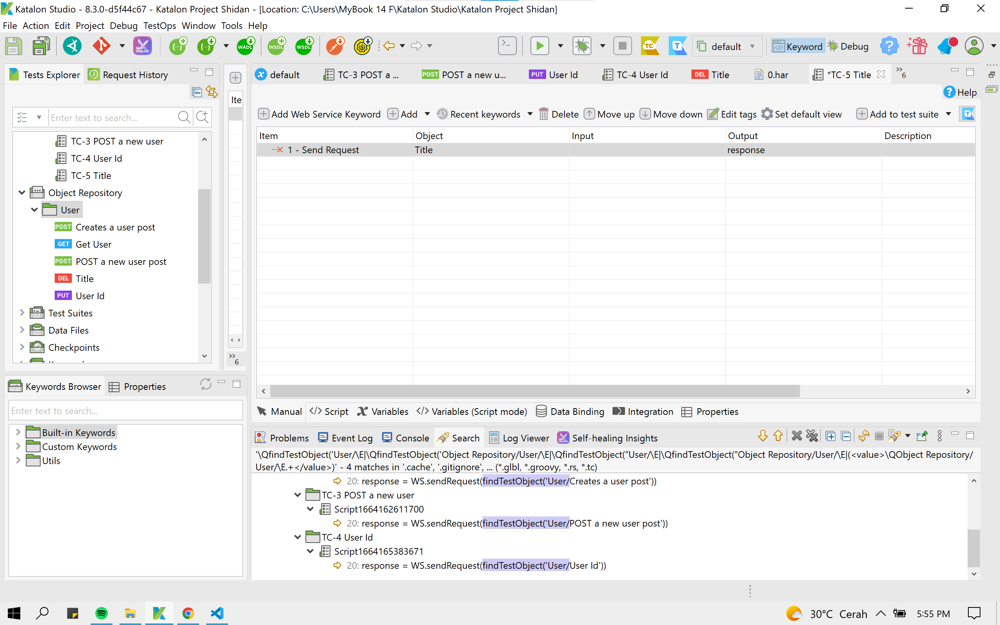 Katalon Studio - 8.3.0-d5f44c67 - Katalon Project Shidan - [Location: C:\Users\MyBook 14 F\Katalon Studio\Katalon Project Shidan]
File Action Edit Project Debug TestOps Window Tools Help
SELF-HEALING
WADL
WSDL
WSDL
TC
T
default
Keyword
Debug
Tests Explorer
Request History
default
TC-3 POST a ...
POST POST a new u...
PUT User Id
TC-4 User Id
DEL Title
0.har
*TC-5 Title
6
Help
Enter text to search...
Ite
Add Web Service Keyword
Add
Recent keywords
Delete
Move up
Move down
Edit tags
Set default view
Add to test suite
Item Object Input Output Description
1 - Send Request Title response
TC-3 POST a new user
TC-4 User Id
TC-5 Title
Object Repository
User
POST Creates a user post
GET Get User
POST POST a new user post
DEL Title
PUT User Id
Test Suites
Data Files
Checkpoints
6
Keywords Browser
Properties
Enter text to search...
Built-in Keywords
Custom Keywords
Utils
Manual
Script
Variables
Variables (Script mode)
Data Binding
Integration
Properties
Problems
Event Log
Console
Search
Log Viewer
Self-healing Insights
'\QfindTestObject('User/\E|\QfindTestObject('Object Repository/User/\E|\QfindTestObject("User/\E|\QfindTestObject("Object Repository/User/\E|(<value>\QObject Repository/
User/\E.+</value>)' - 4 matches in '.cache', '.gitignore', ... (*.glbl, *.groovy, *.rs, *.tc)
20: response = WS.sendRequest(findTestObject('User/Creates a user post'))
TC-3 POST a new user
Script1664162611700
20: response = WS.sendRequest(findTestObject('User/POST a new user post'))
TC-4 User Id
Script1664165383671
20: response = WS.sendRequest(findTestObject('User/User Id'))
30°C Cerah
5:55 PM